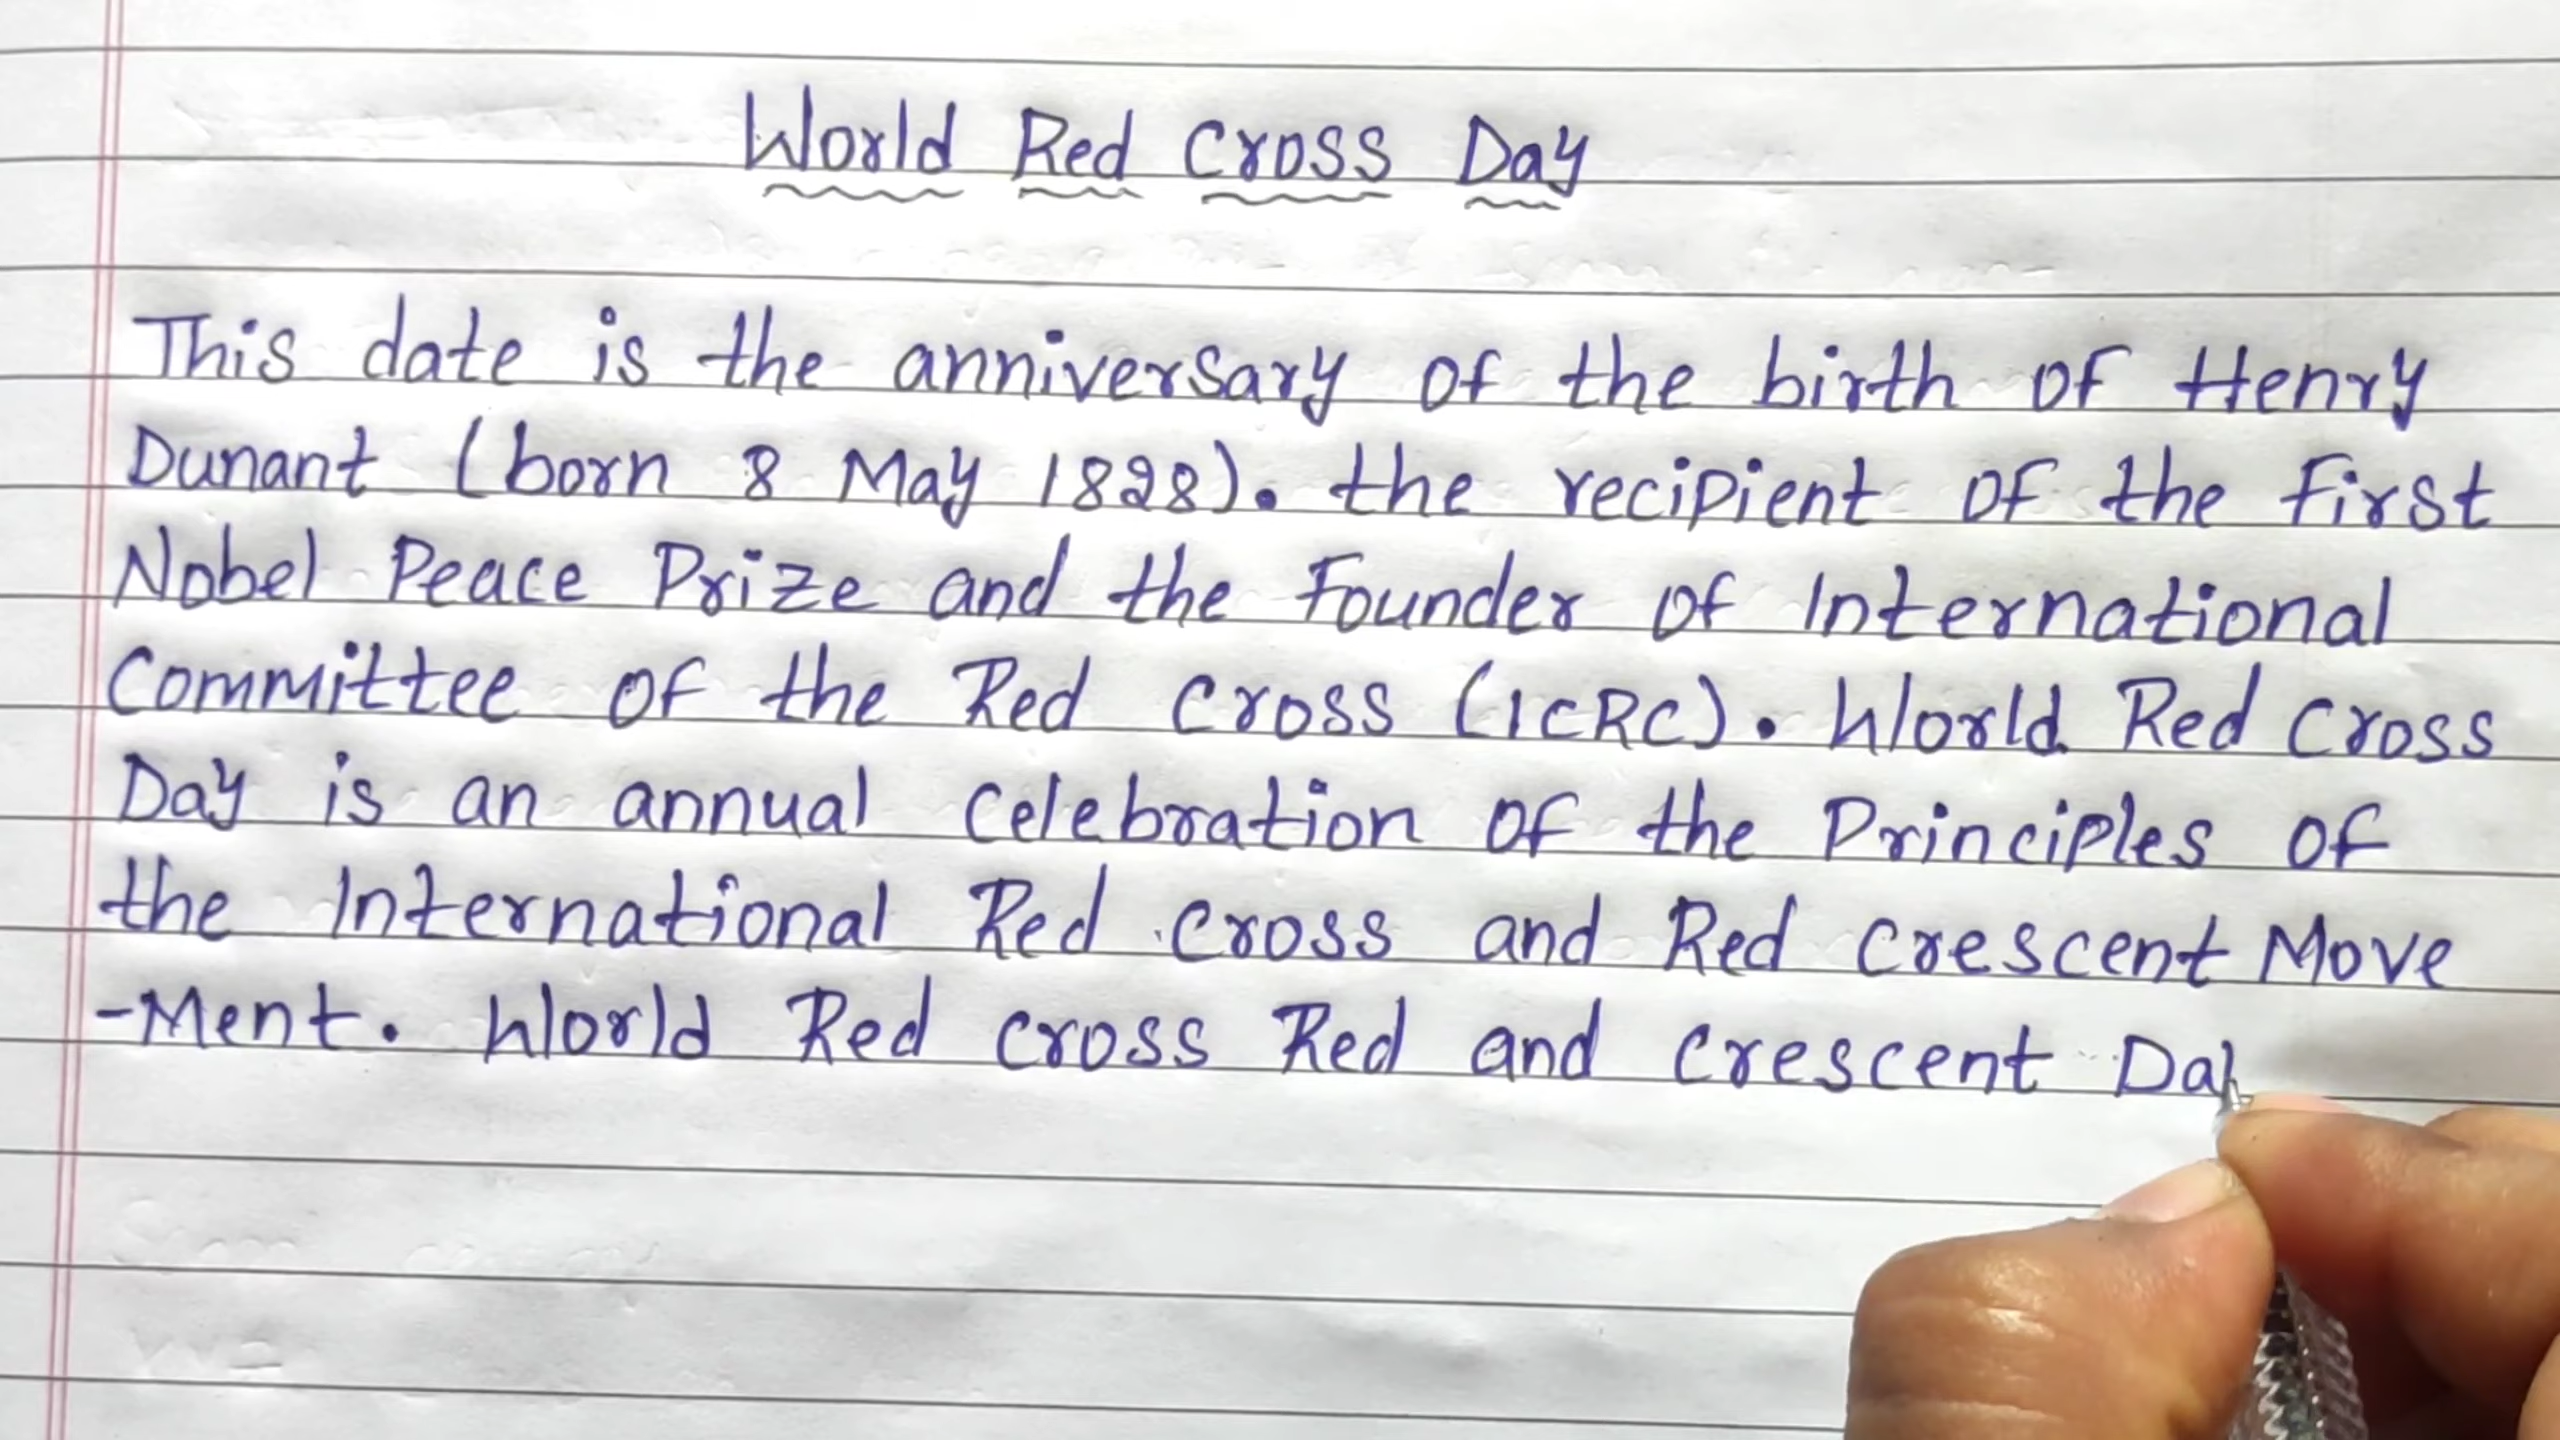 World Red Cross Day
This date is the anniversary of the birth of Henry
Dunant (born 8 May 1828). the recipient of the first
Nobel Peace Prize and the Founder of International
Committee of the Red Cross (ICRC). World Red Cross
Day is an annual celebration of the Principles of
the International Red Cross and Red Crescent Move
-Ment. World Red Cross Red and Crescent Day